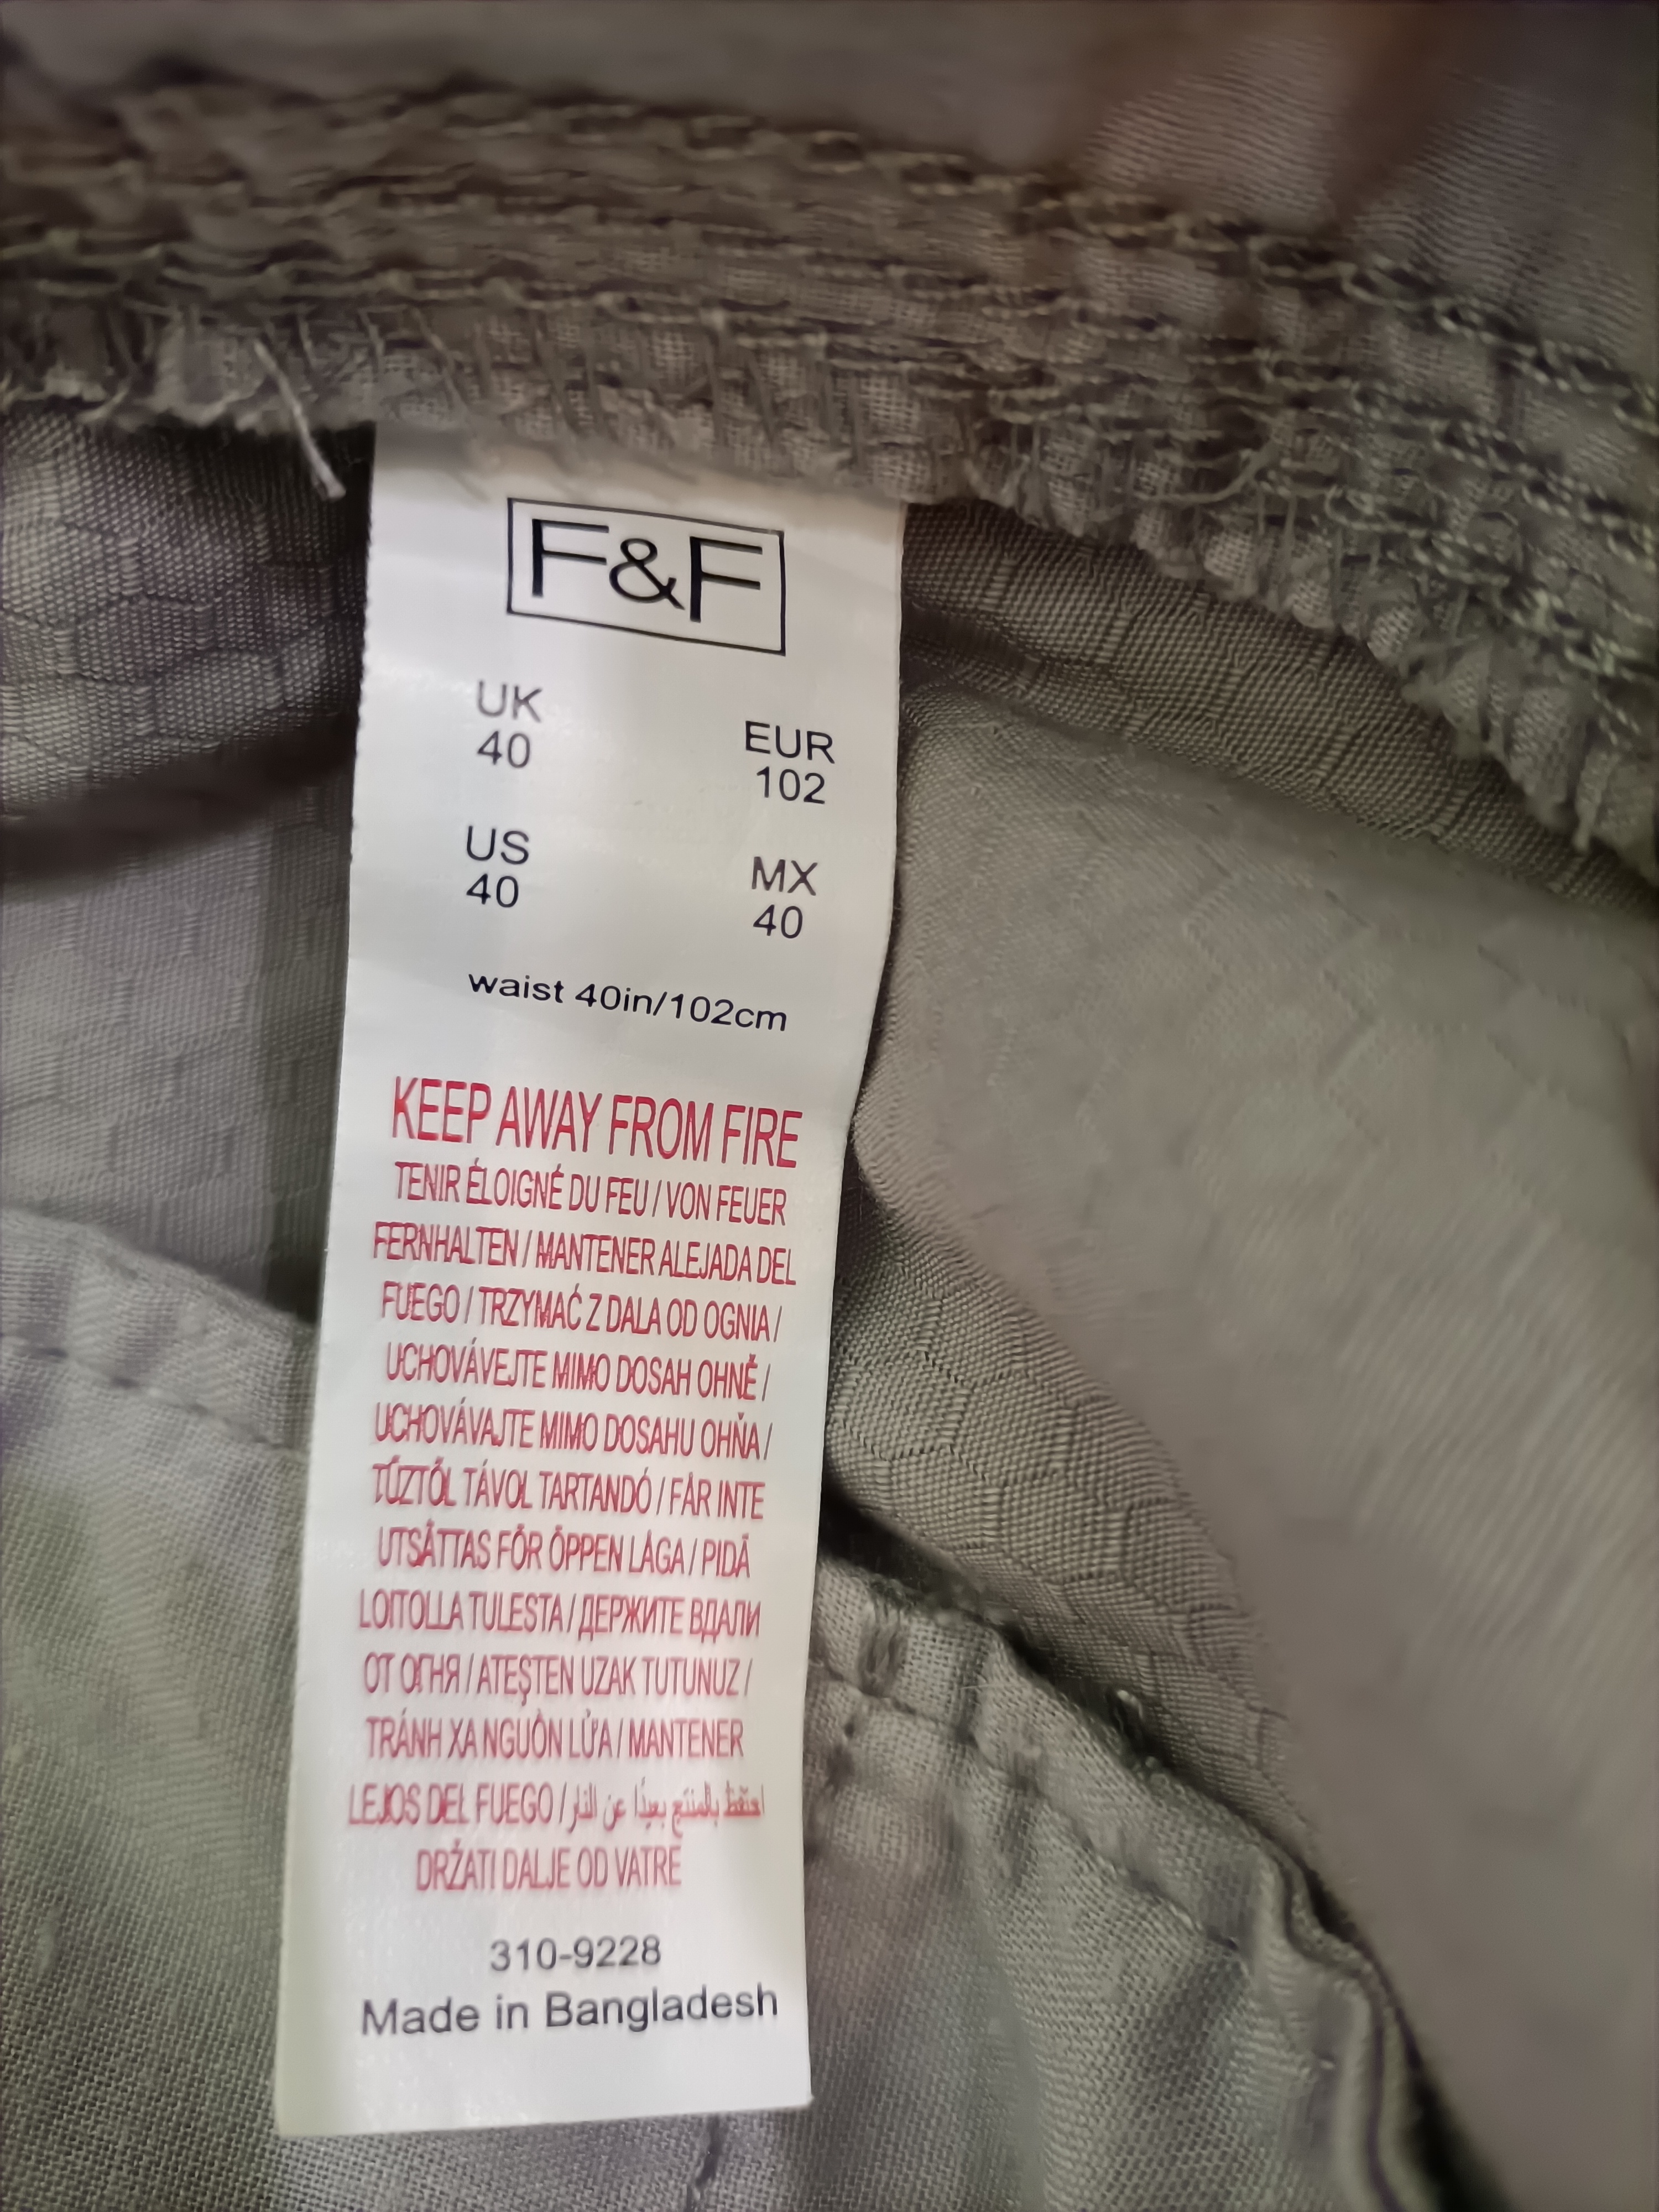 F&F
UK
40
EUR
102
US
40
MX
40
waist 40in/102cm
KEEP AWAY FROM FIRE
TENIR ÉLOIGNÉ DU FEU / VON FEUER
FERNHALTEN / MANTENER ALEJADA DEL
FUEGO / TRZYMAĆ Z DALA OD OGNIA /
UCHOVÁVEJTE MIMO DOSAH OHNĚ /
UCHOVÁVAJTE MIMO DOSAHU OHŇA /
TŰZTŐL TÁVOL TARTANDÓ / FÅR INTE
UTSÄTTAS FÖR ÖPPEN LÅGA / PIDÄ
LOITOLLA TULESTA / ДЕРЖИТЕ ВДАЛИ
ОТ ОГНЯ / ATEŞTEN UZAK TUTUNUZ /
TRÁNH XA NGUỒN LỬA / MANTENER
LEJOS DEL FUEGO / احتفظ بالمنتج بعيدًا عن النار
DRŽATI DALJE OD VATRE
310-9228
Made in Bangladesh